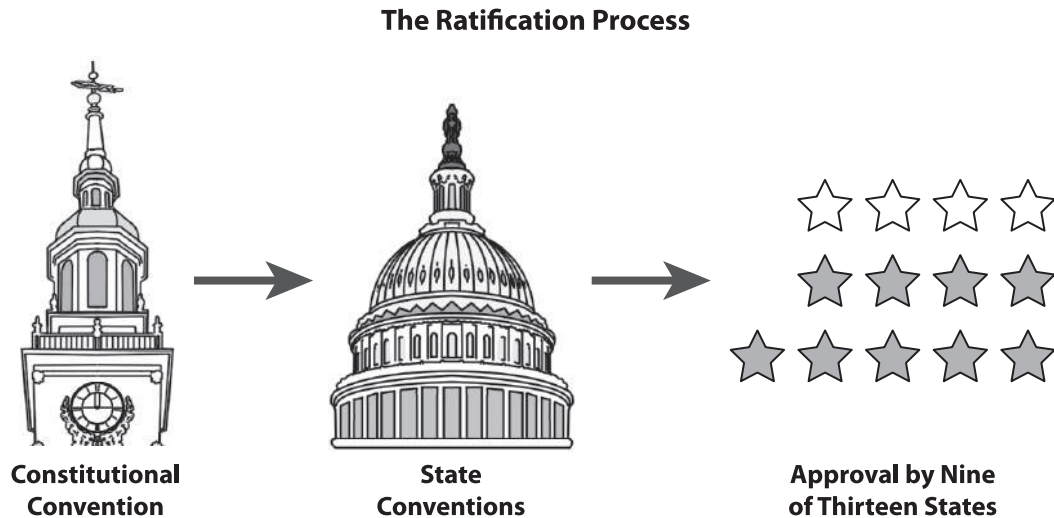 The Ratification Process
Constitutional
Convention
State
Conventions
Approval by Nine
of Thirteen States